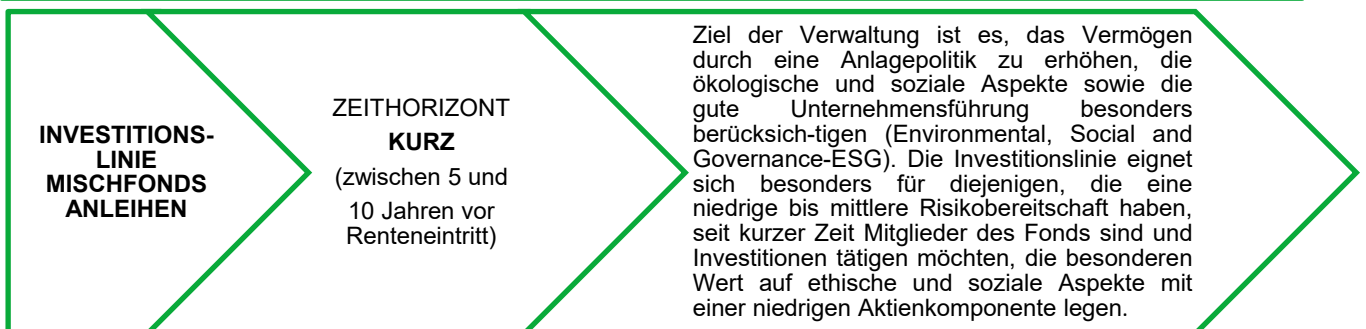 INVESTITIONS-
LINIE
MISCHFONDS
ANLEIHEN
ZEITHORIZONT
KURZ
(zwischen 5 und
10 Jahren vor
Renteneintritt)
Ziel der Verwaltung ist es, das Vermögen
durch eine Anlagepolitik zu erhöhen, die
ökologische und soziale Aspekte sowie die
gute Unternehmensführung besonders
berücksich-tigen (Environmental, Social and
Governance-ESG). Die Investitionslinie eignet
sich besonders für diejenigen, die eine
niedrige bis mittlere Risikobereitschaft haben,
seit kurzer Zeit Mitglieder des Fonds sind und
Investitionen tätigen möchten, die besonderen
Wert auf ethische und soziale Aspekte mit
einer niedrigen Aktienkomponente legen.